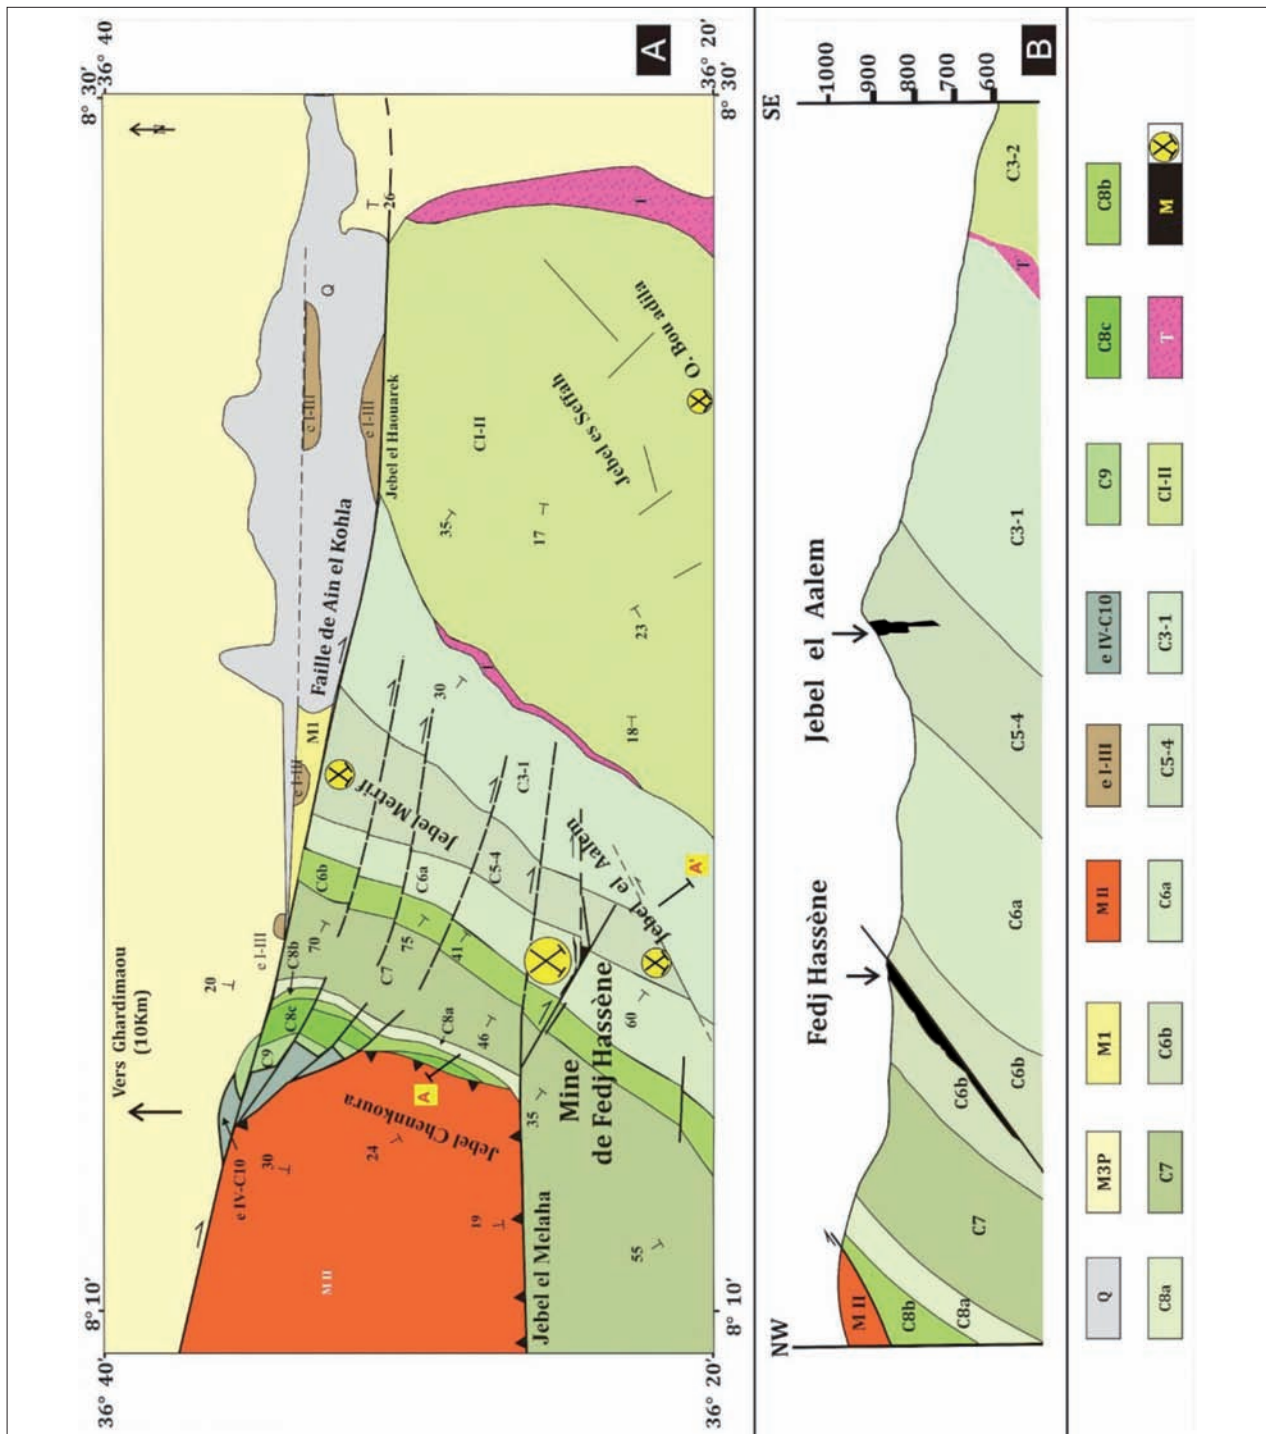 A
36° 40'
8° 30'
36° 20'
8° 30'
8° 10'
36° 40'
8° 10'
36° 20'
N
Vers Ghardimaou
(10Km)
Q
T
26
T
e I-III
e I-III
Jebel el Haouarek
Faille de Ain el Kohla
CI-II
O. Bou adila
Jebel es Seffah
35
17
23
18
30
M1
e I-III
e I-III
20
Jebel Metrif
C3-1
C5-4
C6a
C6b
C7
70
75
41
Jebel el Aalem
A'
60
46
35
55
C8b
C8c
C9
C8a
A
Mine
de Fedj Hassène
Jebel Chennkoura
e IV-C10
30
24
19
M II
Jebel el Melaha
B
SE
1000
900
800
700
600
C3-2
T
C3-1
Jebel el Aalem
C5-4
C6a
Fedj Hassène
C6b
C6b
C7
C8a
C8b
M II
NW
Q
M3P
M1
M II
e I-III
e IV-C10
C9
C8c
C8b
C8a
C7
C6b
C6a
C5-4
C3-1
CI-II
T
M